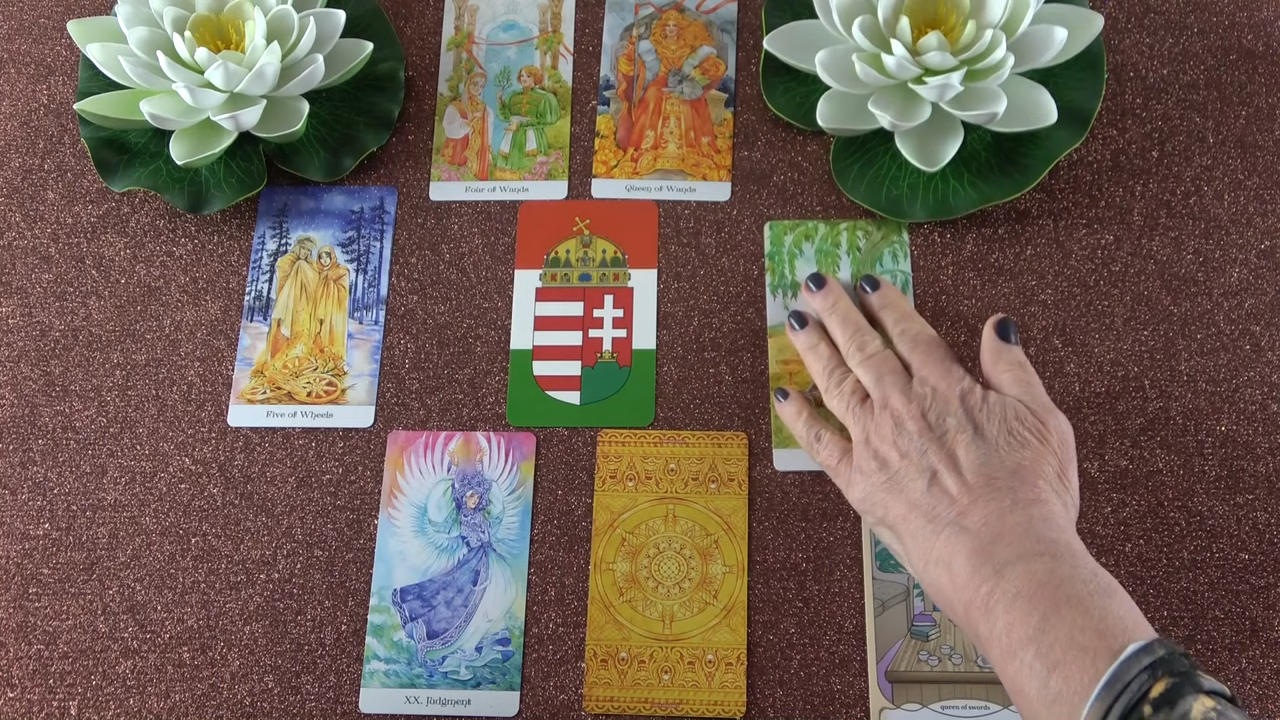 Four of Wands
Queen of Wands
Five of Wheels
XX. Judgment
queen of swords